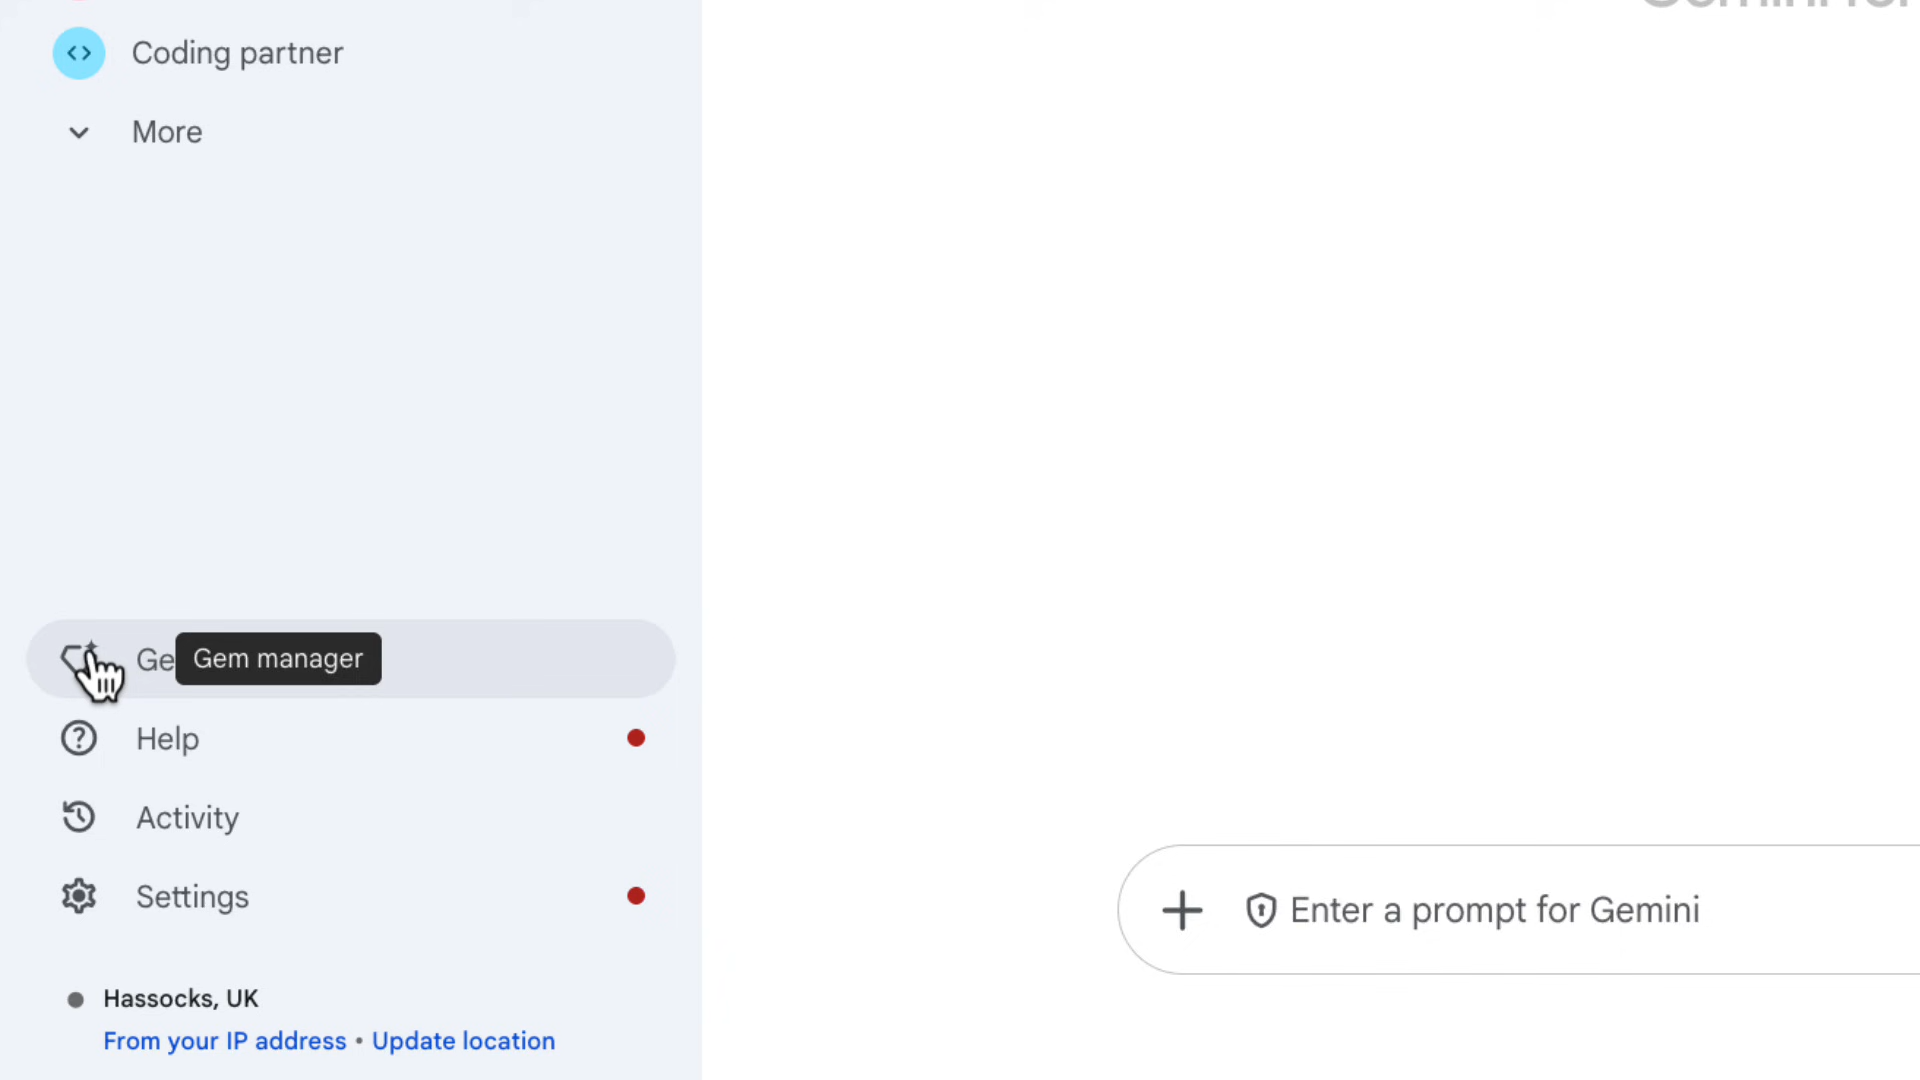 Coding partner
More
Ge
Gem manager
Help
Activity
Settings
Enter a prompt for Gemini
Hassocks, UK
From your IP address • Update location